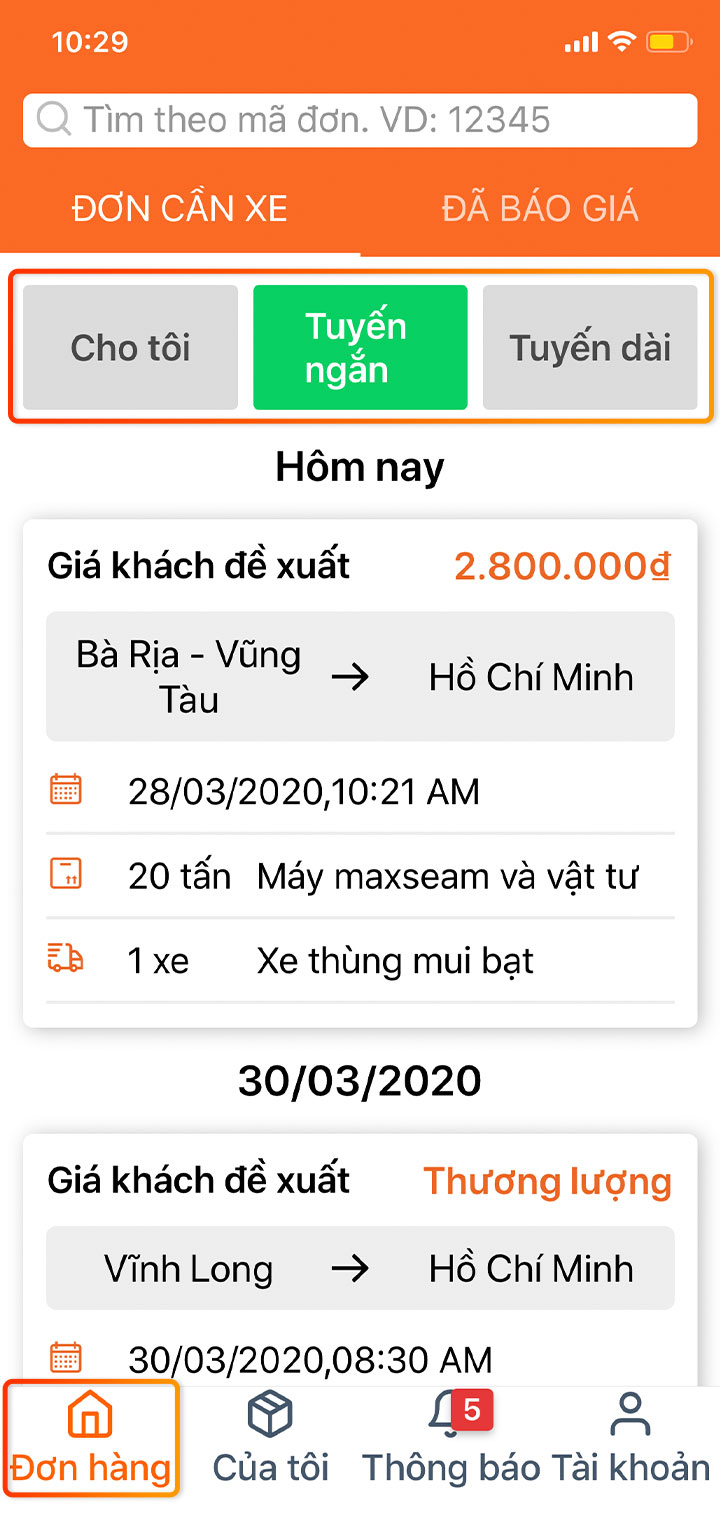 10:29
Tìm theo mã đơn. VD: 12345
ĐƠN CẦN XE
ĐÃ BÁO GIÁ
Cho tôi
Tuyến
ngắn
Tuyến dài
Hôm nay
Giá khách đề xuất 2.800.000₫
Bà Rịa - Vũng
Tàu
→ Hồ Chí Minh
28/03/2020,10:21 AM
20 tấn Máy maxseam và vật tư
1 xe Xe thùng mui bạt
30/03/2020
Giá khách đề xuất Thương lượng
Vĩnh Long → Hồ Chí Minh
30/03/2020,08:30 AM
5
Đơn hàng Của tôi Thông báo Tài khoản